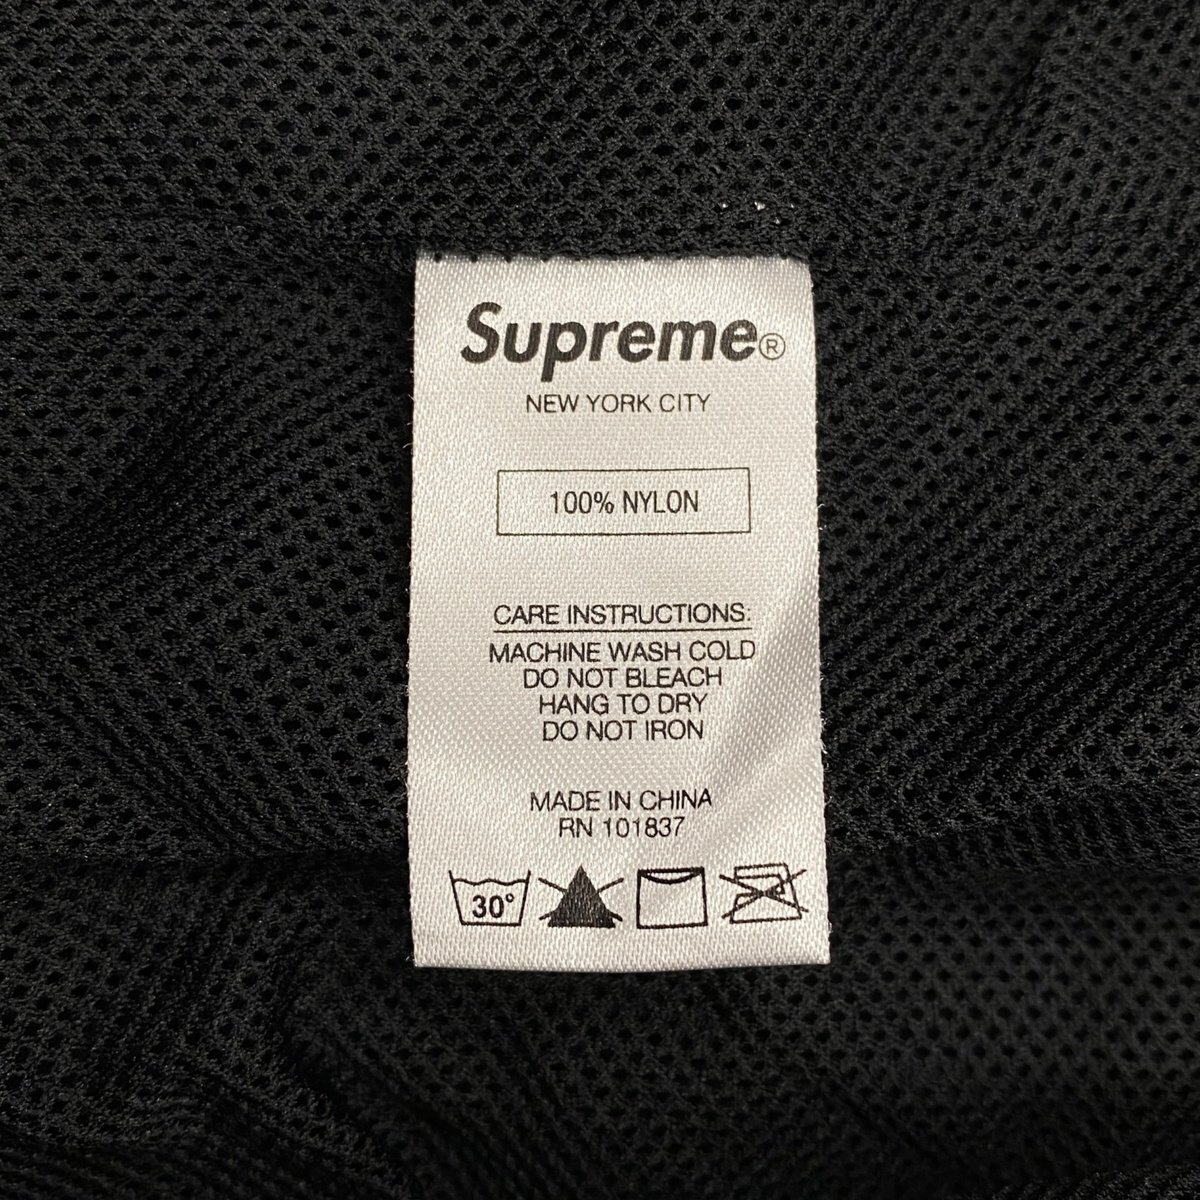 Supreme®
NEW YORK CITY
100% NYLON
CARE INSTRUCTIONS:
MACHINE WASH COLD
DO NOT BLEACH
HANG TO DRY
DO NOT IRON
MADE IN CHINA
RN 101837
30°